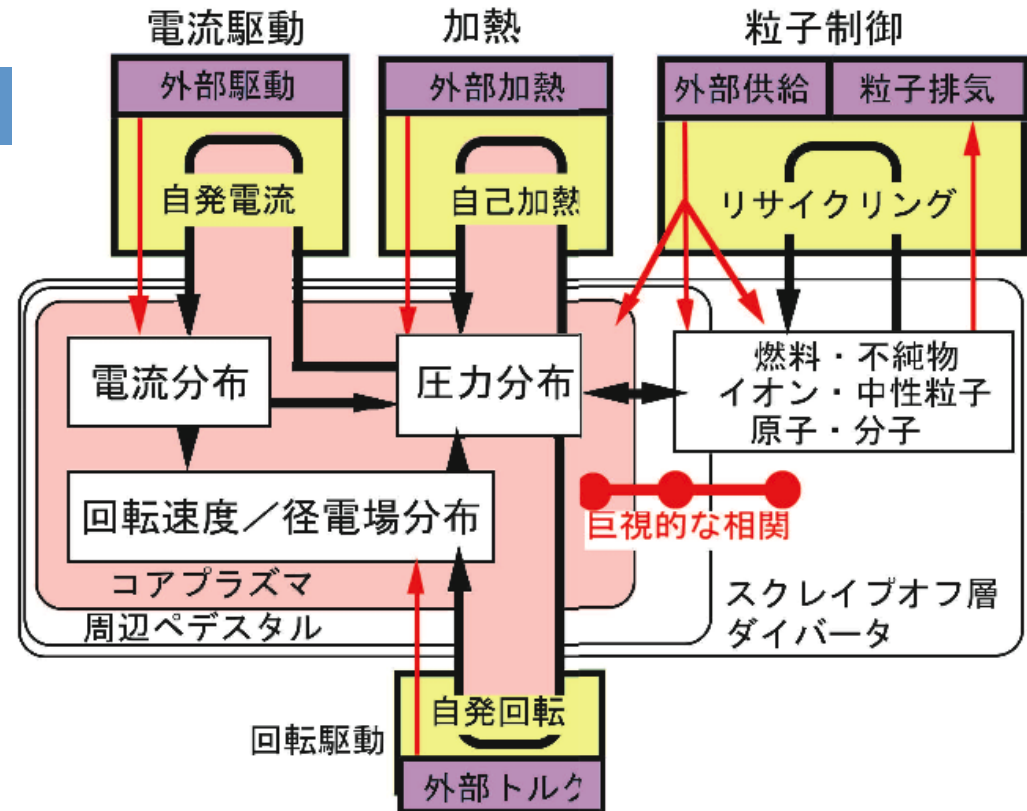 電流駆動
加熱
粒子制御
外部駆動
外部加熱
外部供給
粒子排気
自発電流
自己加熱
リサイクリング
電流分布
圧力分布
燃料・不純物
イオン・中性粒子
原子・分子
回転速度／径電場分布
巨視的な相関
コアプラズマ
周辺ペデスタル
スクレイプオフ層
ダイバータ
自発回転
回転駆動
外部トルク